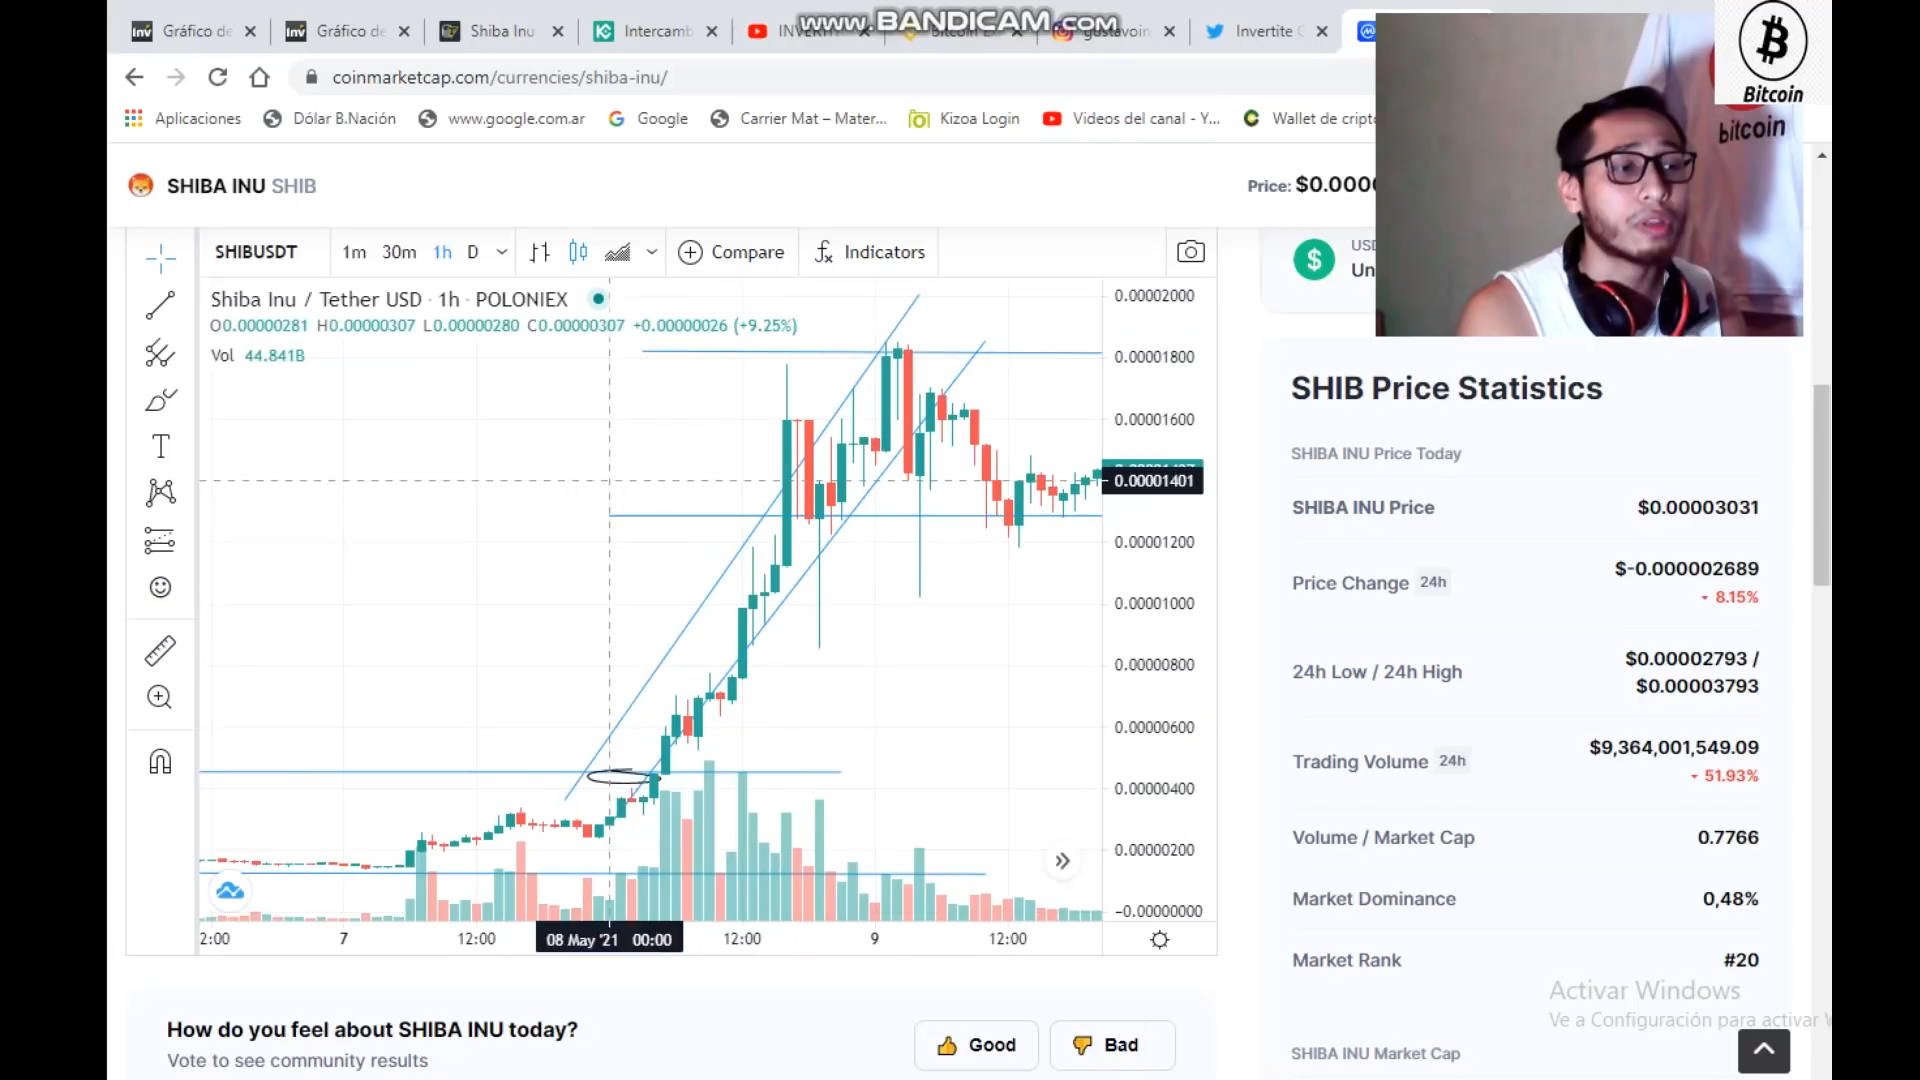 www.BANDICAM.com
Gráfico de
Gráfico de
Shiba Inu
Intercamb
Invertite
Bitcoin
coinmarketcap.com/currencies/shiba-inu/
bitcoin
Aplicaciones
Dólar B.Nación
www.google.com.ar
Google
Carrier Mat – Mater...
Kizoa Login
Videos del canal - Y...
Wallet de cripto
SHIBA INU SHIB
Price: $0.000
SHIBUSDT
1m 30m 1h D
Compare
Indicators
$
USD
Un
Shiba Inu / Tether USD · 1h · POLONIEX
O0.00000281 H0.00000307 L0.00000280 C0.00000307 +0.00000026 (+9.25%)
Vol 44.841B
0.00002000
0.00001800
0.00001600
0.00001401
0.00001200
0.00001000
0.00000800
0.00000600
0.00000400
0.00000200
−0.00000000
2:00
7
12:00
08 May '21 00:00
12:00
9
12:00
SHIB Price Statistics
SHIBA INU Price Today
SHIBA INU Price
$0.00003031
Price Change 24h
$-0.000002689
8.15%
24h Low / 24h High
$0.00002793 /
$0.00003793
Trading Volume 24h
$9,364,001,549.09
51.93%
Volume / Market Cap
0.7766
Market Dominance
0,48%
Market Rank
#20
Activar Windows
Ve a Configuración para activar
SHIBA INU Market Cap
How do you feel about SHIBA INU today?
Vote to see community results
Good
Bad